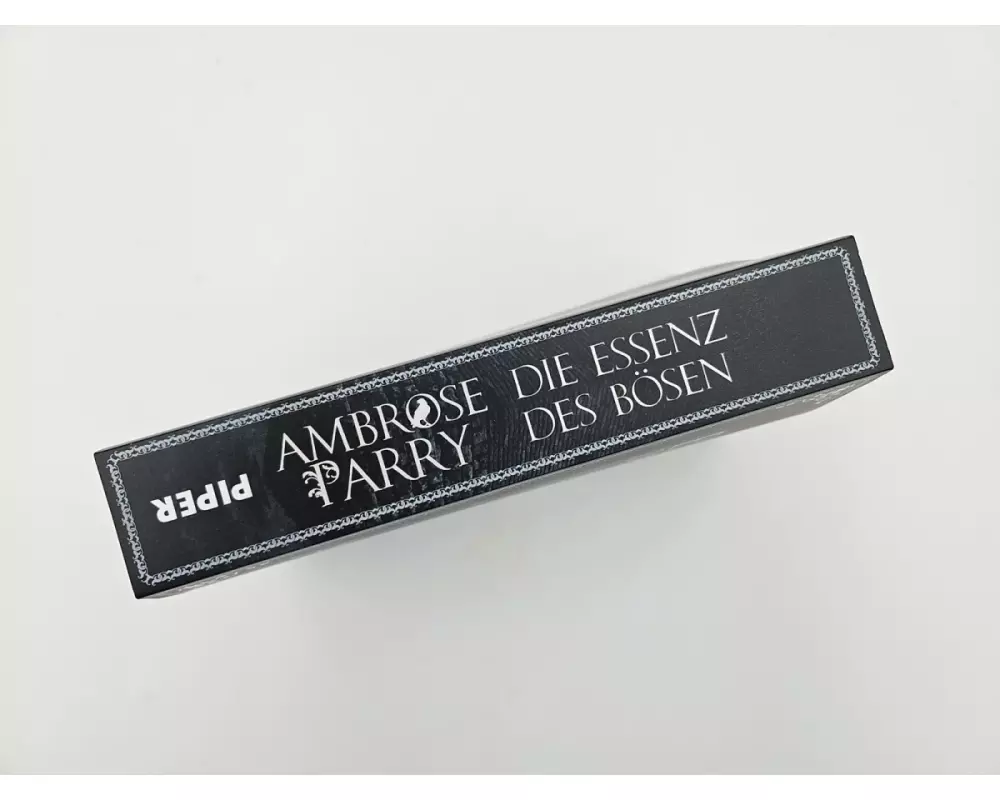 AMBROSE
PARRY
DIE ESSENZ
DES BÖSEN
PIPER